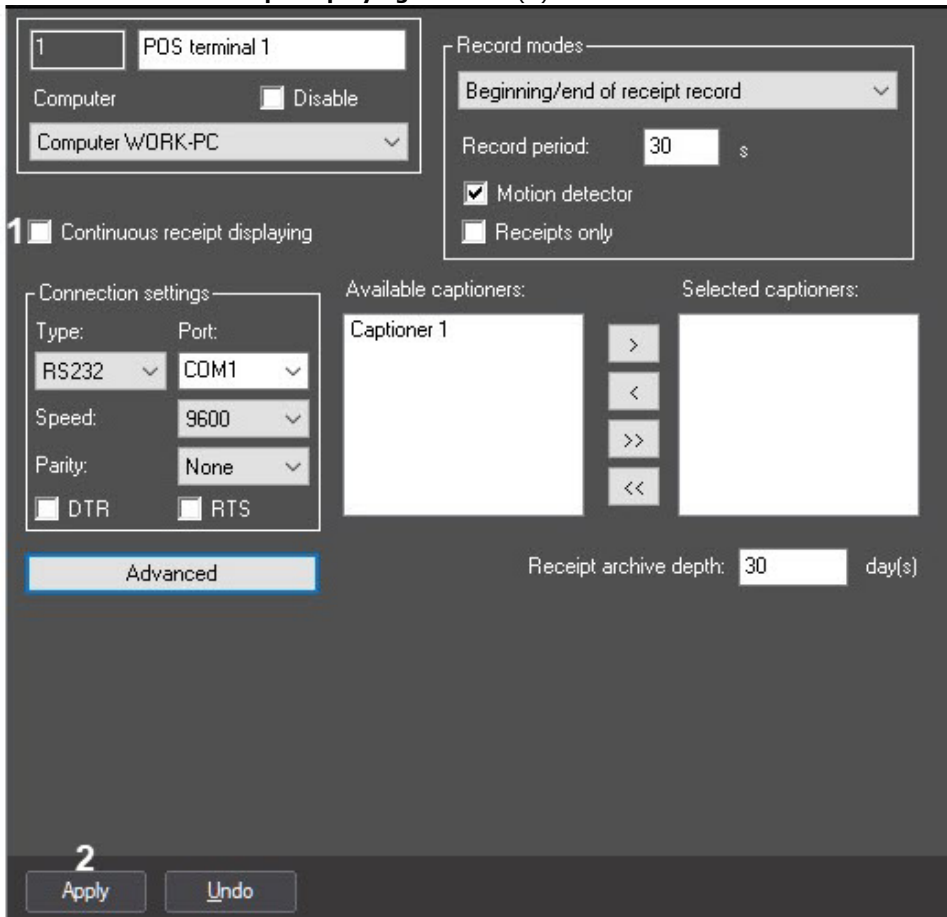 1 POS terminal 1
Computer Disable
Computer WORK-PC
Record modes
Beginning/end of receipt record
Record period: 30 s
Motion detector
Receipts only
1 Continuous receipt displaying
Connection settings
Type: Port:
RS232 COM1
Speed: 9600
Parity: None
DTR RTS
Available captioners:
Captioner 1
>
<
>>
<<
Selected captioners:
Advanced
Receipt archive depth: 30 day(s)
2
Apply Undo